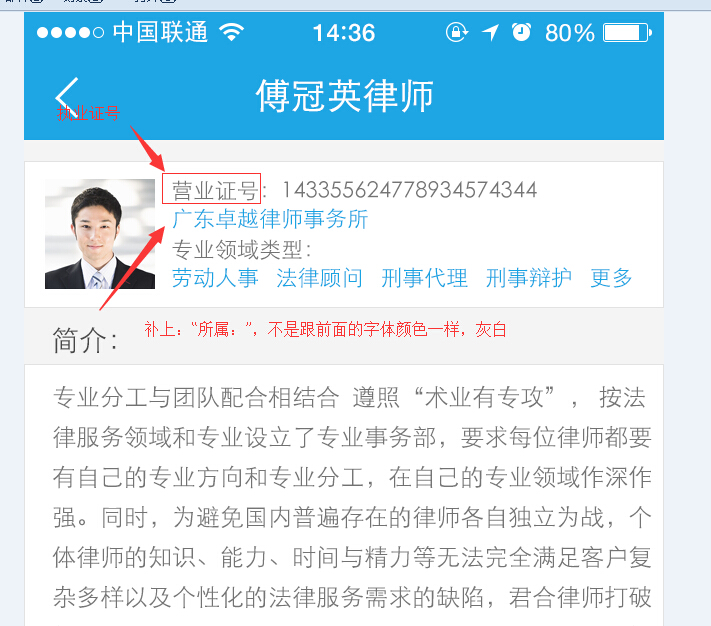 中国联通 14:36 80%
傅冠英律师
执业证号
营业证号：143355624778934574344
广东卓越律师事务所
专业领域类型：
劳动人事 法律顾问 刑事代理 刑事辩护 更多
补上：“所属：”，不是跟前面的字体颜色一样，灰白
简介：
专业分工与团队配合相结合 遵照“术业有专攻”，按法
律服务领域和专业设立了专业事务部，要求每位律师都要
有自己的专业方向和专业分工，在自己的专业领域作深作
强。同时，为避免国内普遍存在的律师各自独立为战，个
体律师的知识、能力、时间与精力等无法完全满足客户复
杂多样以及个性化的法律服务需求的缺陷，君合律师打破